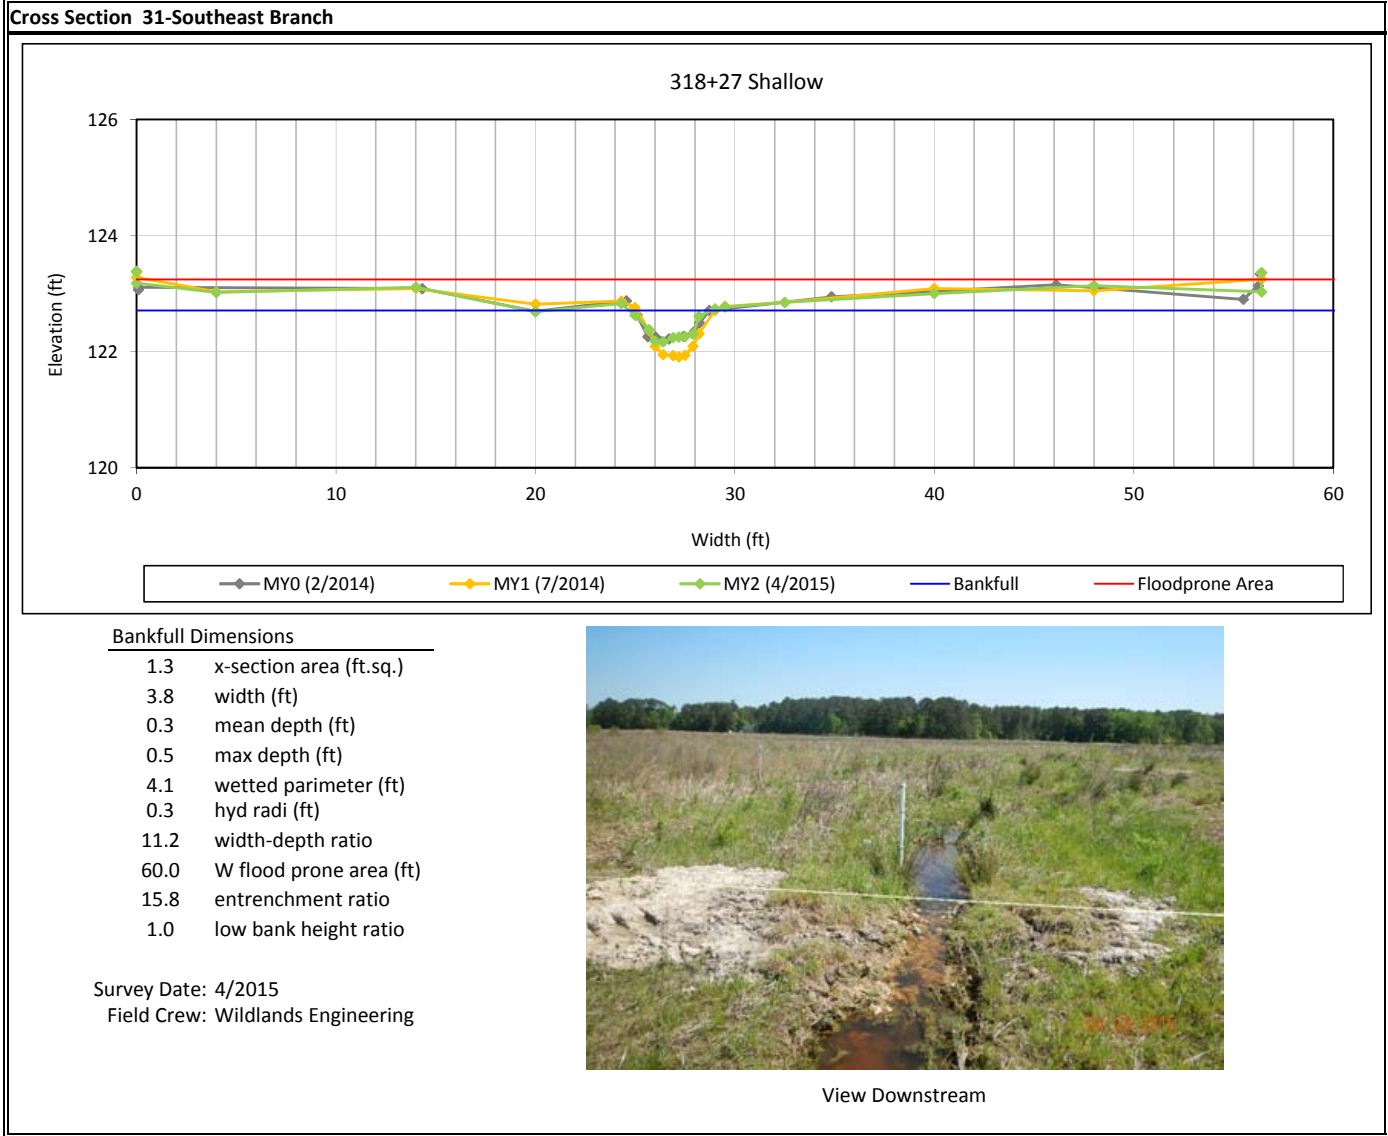 Cross Section 31-Southeast Branch
318+27 Shallow
126
124
122
120
Elevation (ft)
0 10 20 30 40 50 60
Width (ft)
MY0 (2/2014) MY1 (7/2014) MY2 (4/2015) Bankfull Floodprone Area
Bankfull Dimensions
1.3 x-section area (ft.sq.)
3.8 width (ft)
0.3 mean depth (ft)
0.5 max depth (ft)
4.1 wetted parimeter (ft)
0.3 hyd radi (ft)
11.2 width-depth ratio
60.0 W flood prone area (ft)
15.8 entrenchment ratio
1.0 low bank height ratio
Survey Date: 4/2015
Field Crew: Wildlands Engineering
View Downstream